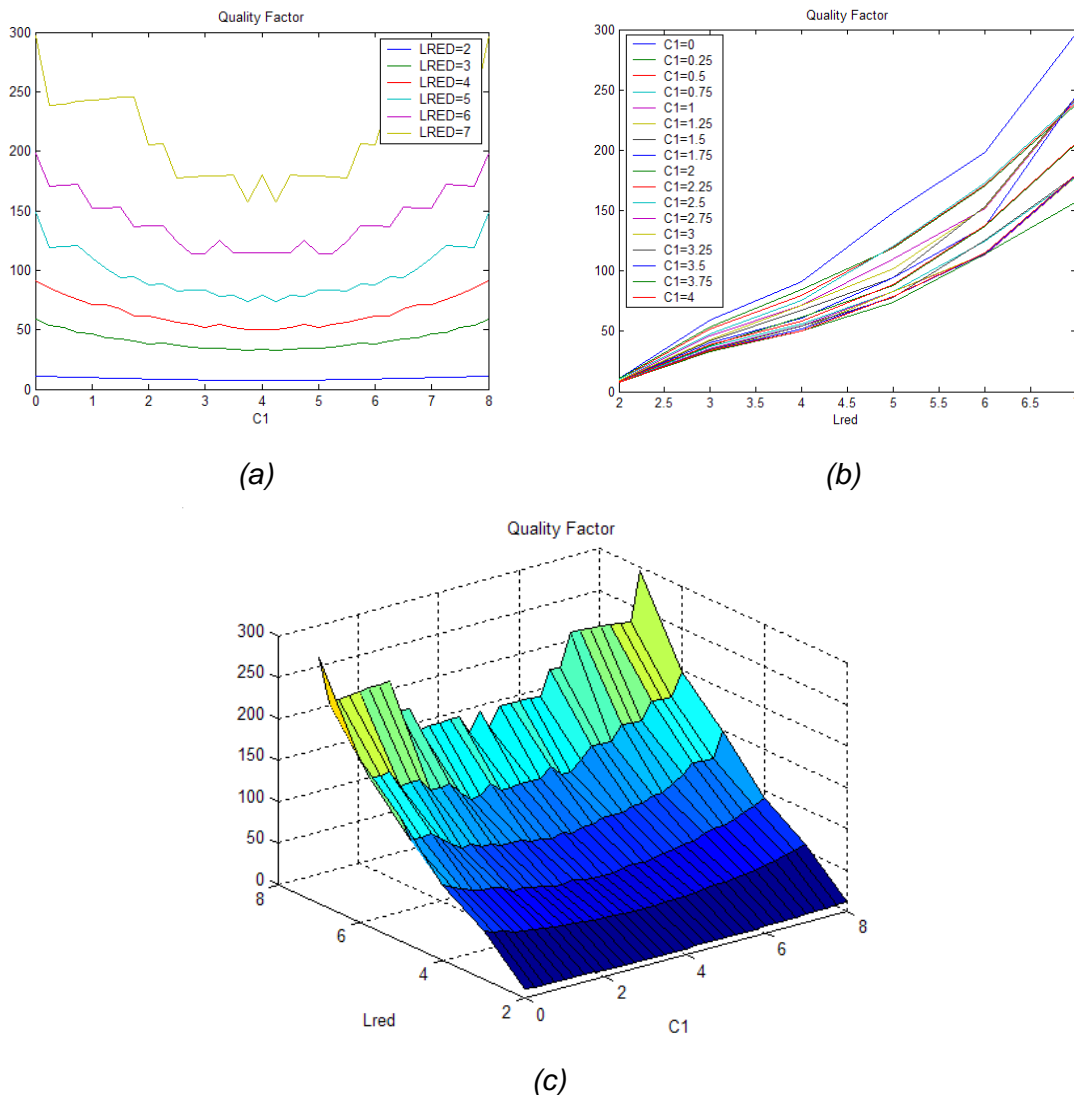 Quality Factor
300
250
200
150
100
50
0
0 1 2 3 4 5 6 7 8
C1
LRED=2
LRED=3
LRED=4
LRED=5
LRED=6
LRED=7
(a)
Quality Factor
300
250
200
150
100
50
0
2 2.5 3 3.5 4 4.5 5 5.5 6 6.5 7
Lred
C1=0
C1=0.25
C1=0.5
C1=0.75
C1=1
C1=1.25
C1=1.5
C1=1.75
C1=2
C1=2.25
C1=2.5
C1=2.75
C1=3
C1=3.25
C1=3.5
C1=3.75
C1=4
(b)
Quality Factor
300
250
200
150
100
50
0
8
6
4
2
0
2
4
6
8
Lred
C1
(c)